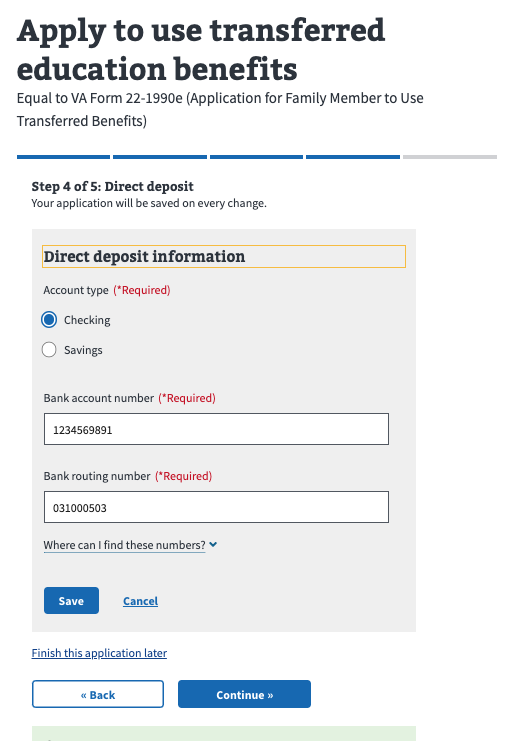 Apply to use transferred
education benefits
Equal to VA Form 22-1990e (Application for Family Member to Use
Transferred Benefits)
Step 4 of 5: Direct deposit
Your application will be saved on every change.
Direct deposit information
Account type (*Required)
Checking
Savings
Bank account number (*Required)
1234569891
Bank routing number (*Required)
031000503
Where can I find these numbers?
Save Cancel
Finish this application later
« Back Continue »